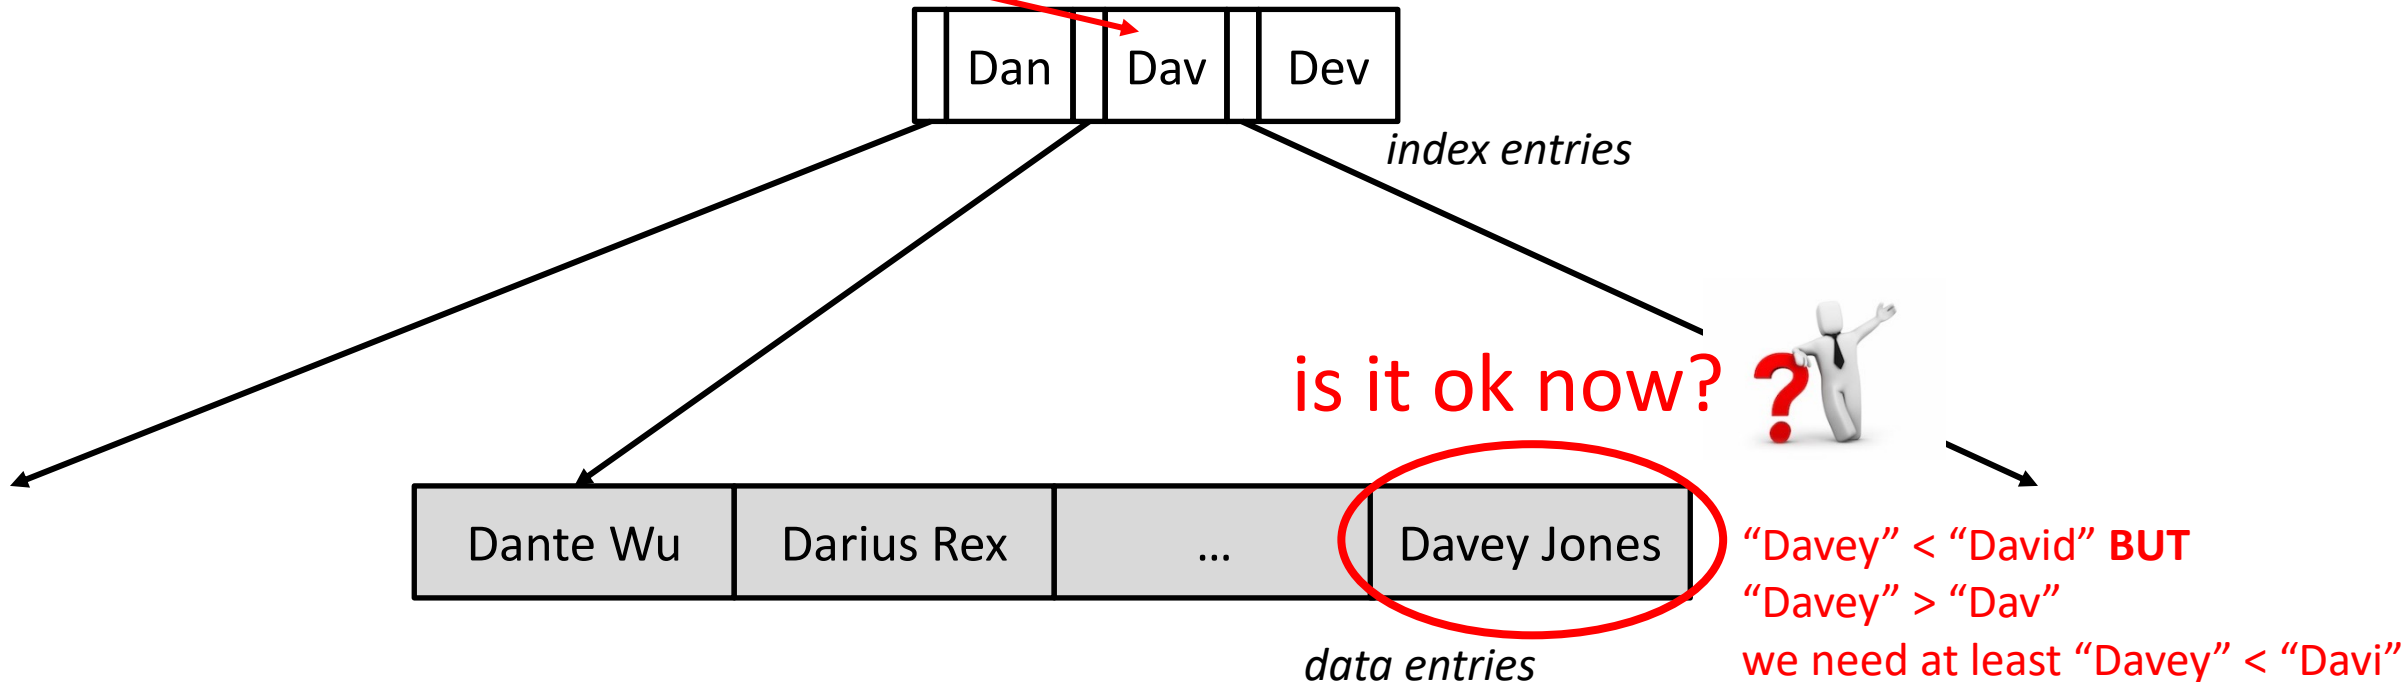 Dan Dav Dev
index entries
is it ok now? ?
Dante Wu Darius Rex ... Davey Jones
“Davey” < “David” BUT
“Davey” > “Dav”
we need at least “Davey” < “Davi”
data entries